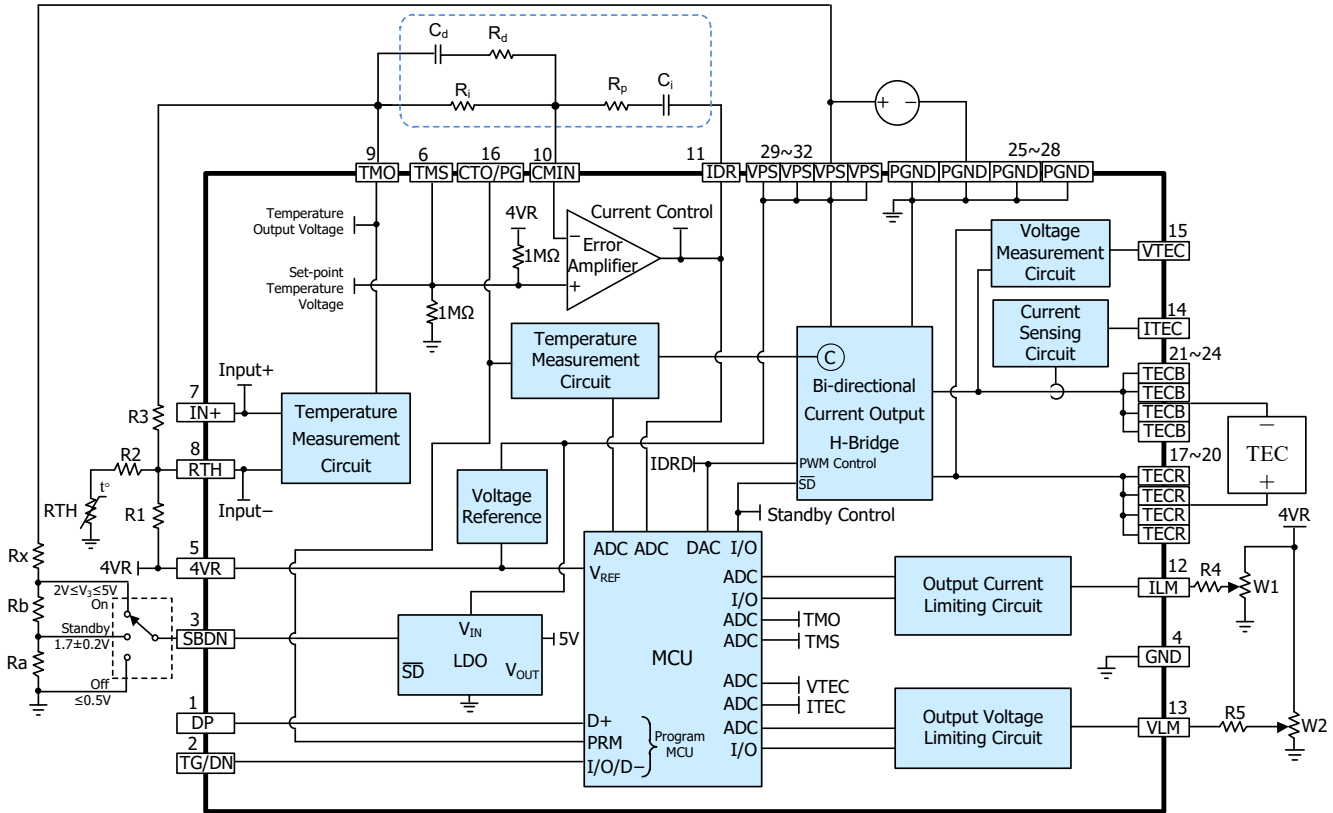 Cd
Rd
Ri
Rp
Ci
+ −
9
6
16
10
11
29~32
25~28
TMO
TMS
CTO/PG
CMIN
IDR
VPS
VPS
VPS
VPS
PGND
PGND
PGND
PGND
Temperature
Output Voltage
4VR
1MΩ
−
Error
Amplifier
+
Current Control
Set-point
Temperature
Voltage
1MΩ
Voltage
Measurement
Circuit
15
VTEC
Current
Sensing
Circuit
14
ITEC
Temperature
Measurement
Circuit
C
Bi-directional
Current Output
H-Bridge
PWM Control
SD
21~24
TECB
TECB
TECB
TECB
Input+
7
IN+
R3
Temperature
Measurement
Circuit
8
RTH
R2
t°
RTH
R1
Input−
IDRD
Voltage
Reference
Standby Control
17~20
TECR
TECR
TECR
TECR
−
TEC
+
4VR
Rx
5
4VR
4VR
ADC
ADC
DAC
I/O
VREF
ADC
I/O
ADC
TMO
ADC
TMS
MCU
ADC
VTEC
ADC
ITEC
ADC
I/O
Output Current
Limiting Circuit
12
ILM
R4
W1
2V≤V3≤5V
On
Rb
Standby
1.7±0.2V
3
SBDN
Ra
Off
≤0.5V
VIN
5V
LDO
SD
VOUT
4
GND
1
DP
D+
PRM
Program
MCU
2
TG/DN
I/O/D−
Output Voltage
Limiting Circuit
13
VLM
R5
W2